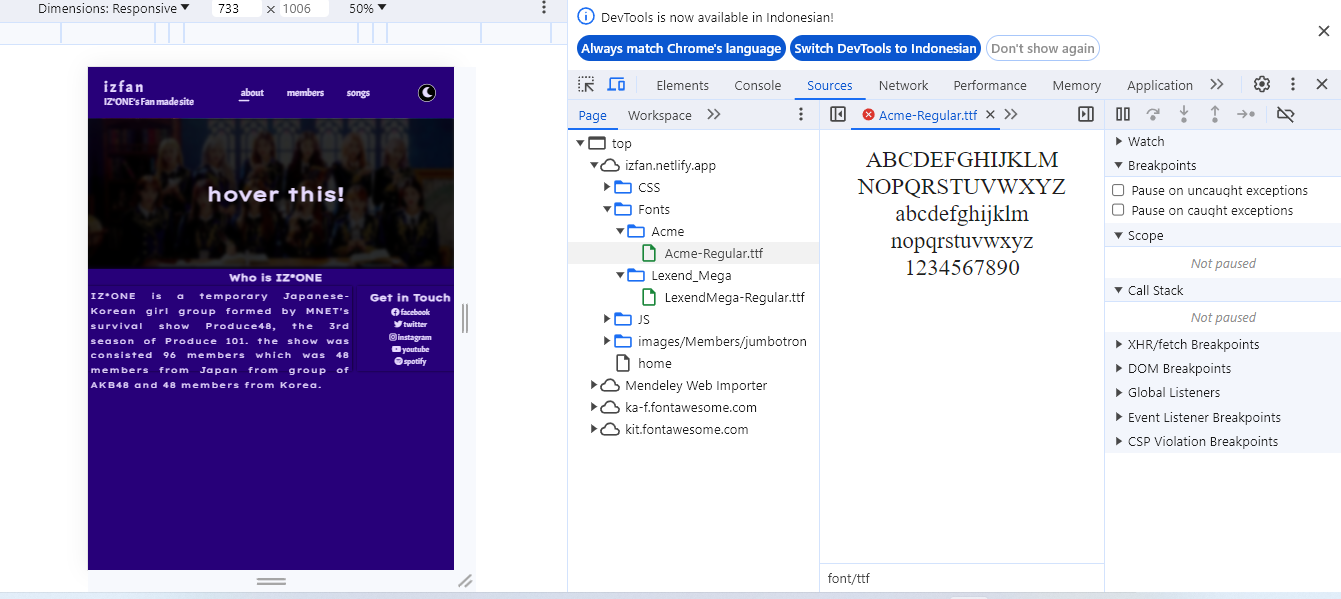 Dimensions: Responsive 733 × 1006 50%
izfan
IZ*ONE's Fan made site
about members songs
hover this!
Who is IZ*ONE
IZ*ONE is a temporary Japanese-
Korean girl group formed by MNET's
survival show Produce48, the 3rd
season of Produce 101. the show was
consisted 96 members which was 48
members from Japan from group of
AKB48 and 48 members from Korea.
Get in Touch
facebook
twitter
instagram
youtube
spotify
DevTools is now available in Indonesian!
Always match Chrome's language Switch DevTools to Indonesian Don't show again
Elements Console Sources Network Performance Memory Application
Page Workspace
top
izfan.netlify.app
CSS
Fonts
Acme
Acme-Regular.ttf
Lexend_Mega
LexendMega-Regular.ttf
JS
images/Members/jumbotron
home
Mendeley Web Importer
ka-f.fontawesome.com
kit.fontawesome.com
Acme-Regular.ttf
ABCDEFGHIJKLM
NOPQRSTUVWXYZ
abcdefghijklm
nopqrstuvwxyz
1234567890
font/ttf
Watch
Breakpoints
Pause on uncaught exceptions
Pause on caught exceptions
Scope
Not paused
Call Stack
Not paused
XHR/fetch Breakpoints
DOM Breakpoints
Global Listeners
Event Listener Breakpoints
CSP Violation Breakpoints